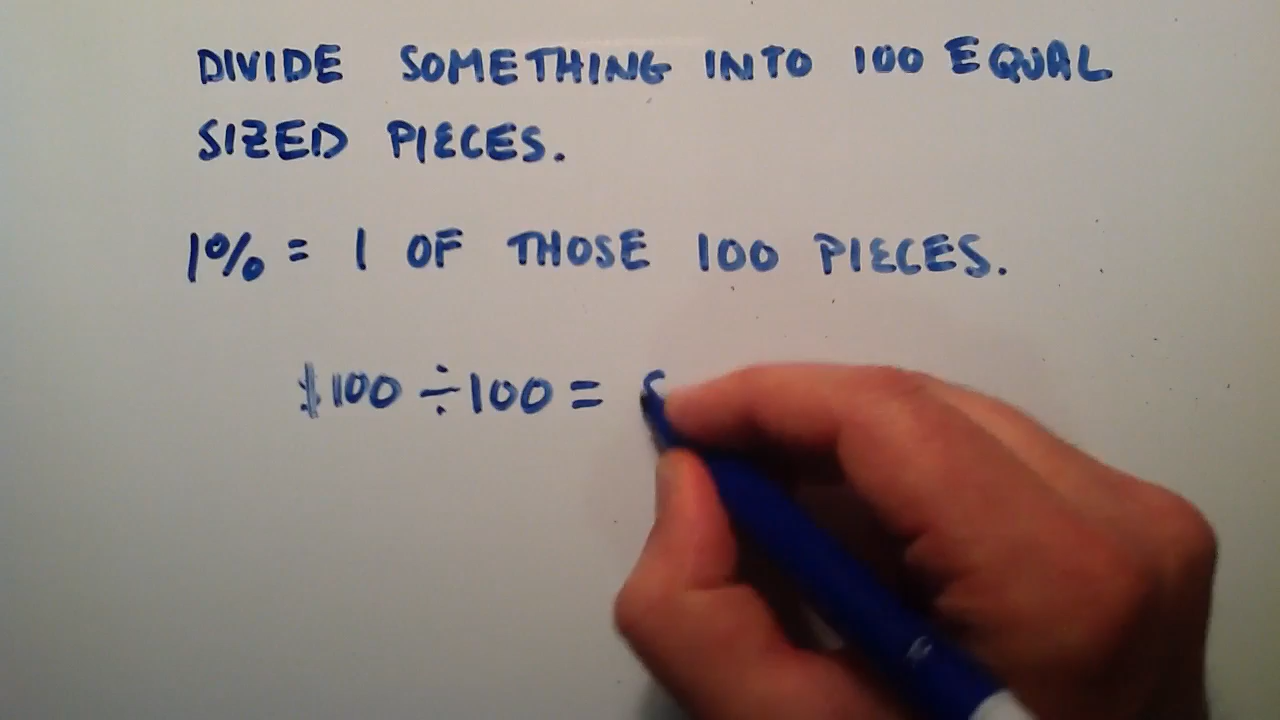 DIVIDE SOMETHING INTO 100 EQUAL
SIZED PIECES.
1% = 1 OF THOSE 100 PIECES.
$100 ÷ 100 =